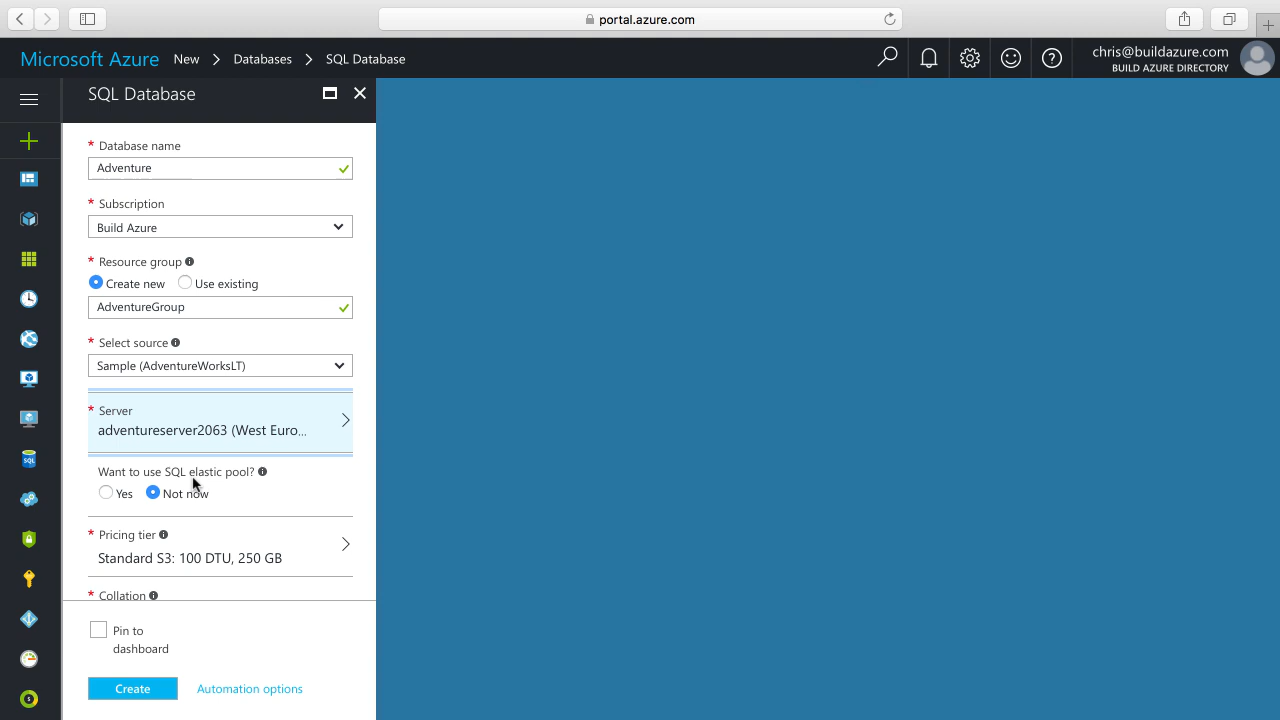 portal.azure.com
Microsoft Azure New Databases SQL Database
chris@buildazure.com
BUILD AZURE DIRECTORY
SQL Database
* Database name
Adventure
* Subscription
Build Azure
* Resource group
Create new Use existing
AdventureGroup
* Select source
Sample (AdventureWorksLT)
* Server
adventureserver2063 (West Euro...
Want to use SQL elastic pool?
Yes Not now
* Pricing tier
Standard S3: 100 DTU, 250 GB
* Collation
Pin to
dashboard
Create Automation options